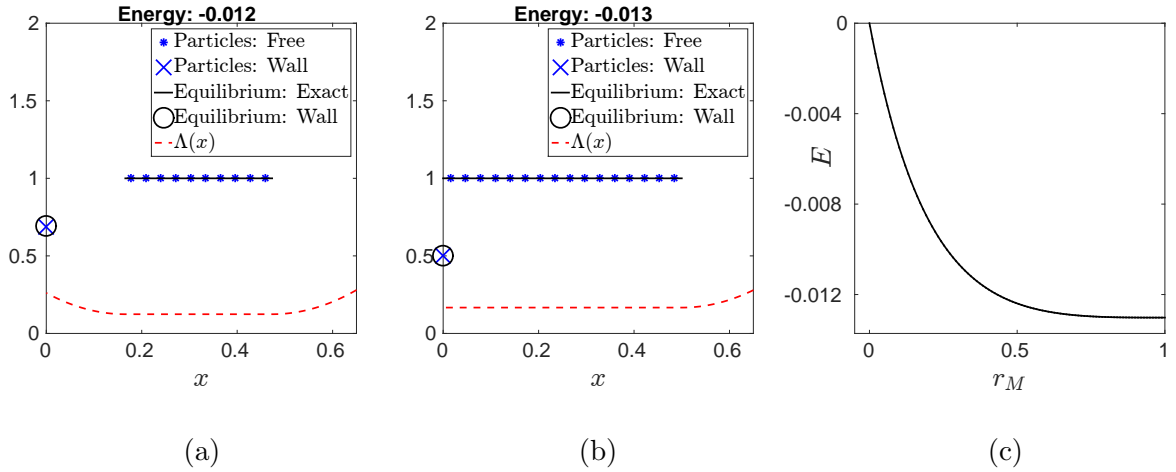 Energy: -0.012
2
1.5
1
0.5
0
0
0.2
0.4
0.6
x
Particles: Free
Particles: Wall
Equilibrium: Exact
Equilibrium: Wall
Λ(x)
(a)
Energy: -0.013
2
1.5
1
0.5
0
0
0.2
0.4
0.6
x
Particles: Free
Particles: Wall
Equilibrium: Exact
Equilibrium: Wall
Λ(x)
(b)
0
-0.004
-0.008
-0.012
E
0
0.5
1
r_M
(c)